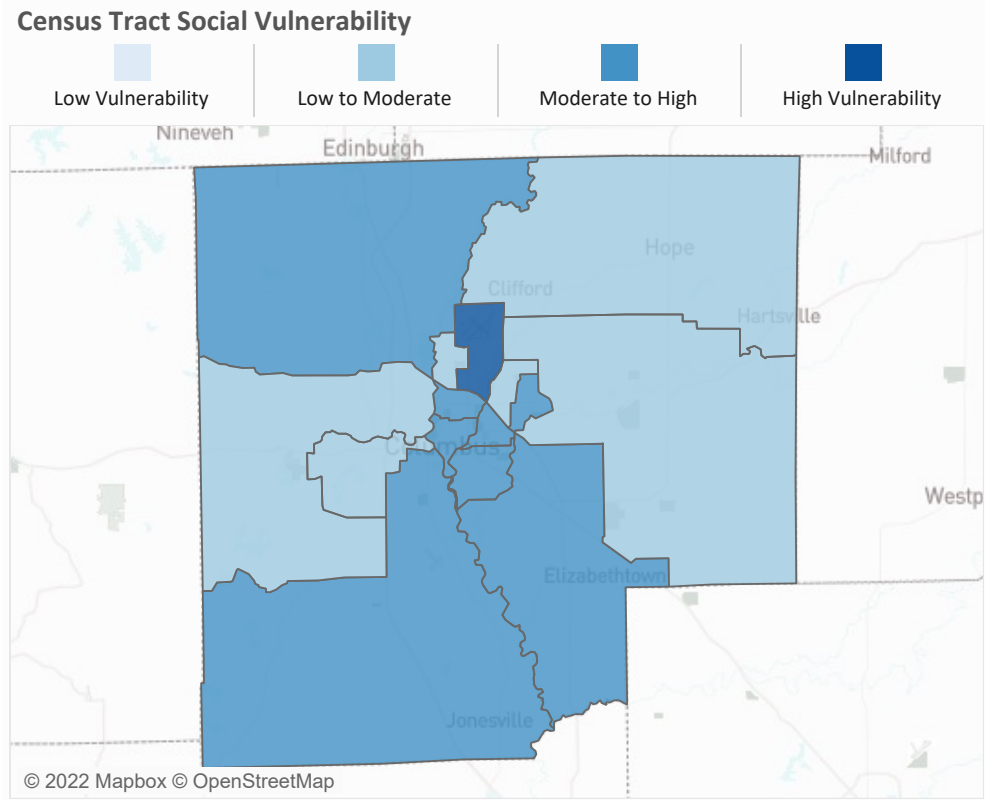 Census Tract Social Vulnerability
Low Vulnerability
Low to Moderate
Moderate to High
High Vulnerability
Nineveh
Edinburgh
Milford
Hope
Clifford
Hartsville
Columbus
Westp
Elizabethtown
Jonesville
© 2022 Mapbox © OpenStreetMap